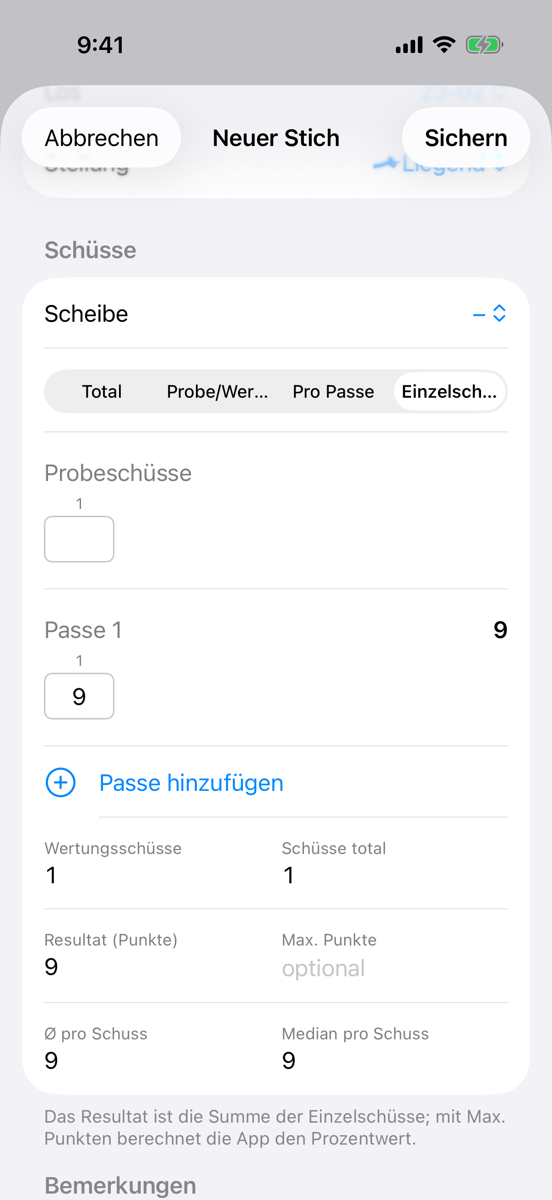 9:41
Los
Abbrechen
Neuer Stich
Sichern
Stellung
Liegend
Schüsse
Scheibe
–
Total
Probe/Wer...
Pro Passe
Einzelsch...
Probeschüsse
1
Passe 1
9
1
9
Passe hinzufügen
Wertungsschüsse
Schüsse total
1
1
Resultat (Punkte)
Max. Punkte
9
optional
Ø pro Schuss
Median pro Schuss
9
9
Das Resultat ist die Summe der Einzelschüsse; mit Max.
Punkten berechnet die App den Prozentwert.
Bemerkungen